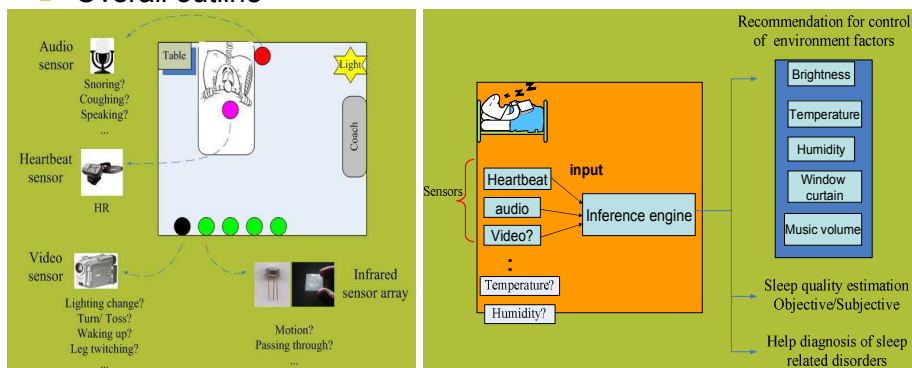 Overall outline
Audio
sensor
Snoring?
Coughing?
Speaking?
...
Heartbeat
sensor
HR
Video
sensor
Lighting change?
Turn/ Toss?
Waking up?
Leg twitching?
...
Table
Light
Coach
Infrared
sensor array
Motion?
Passing through?
...
z z z
Sensors
Heartbeat
audio
Video?
:
Temperature?
Humidity?
input
Inference engine
Recommendation for control
of environment factors
Brightness
Temperature
Humidity
Window
curtain
Music volume
Sleep quality estimation
Objective/Subjective
Help diagnosis of sleep
related disorders